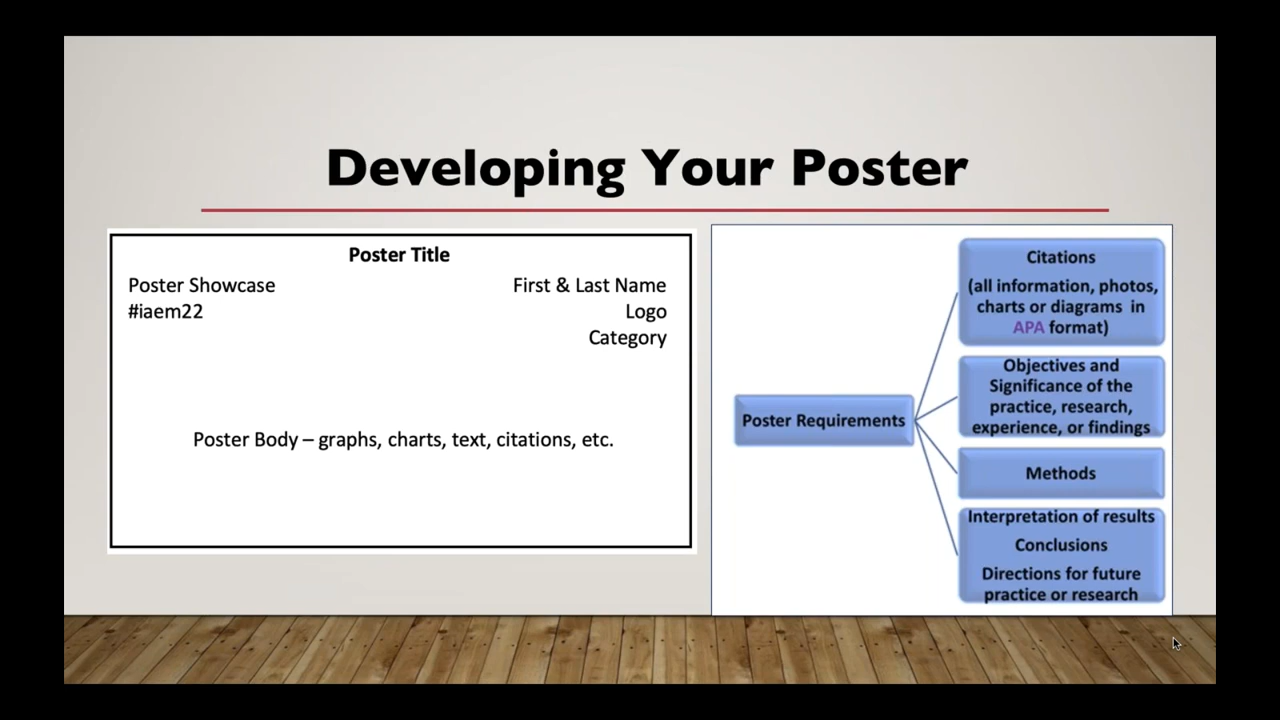 Developing Your Poster
Poster Title
Poster Showcase
#iaem22
First & Last Name
Logo
Category
Poster Body – graphs, charts, text, citations, etc.
Poster Requirements
Citations
(all information, photos,
charts or diagrams in
APA format)
Objectives and
Significance of the
practice, research,
experience, or findings
Methods
Interpretation of results
Conclusions
Directions for future
practice or research